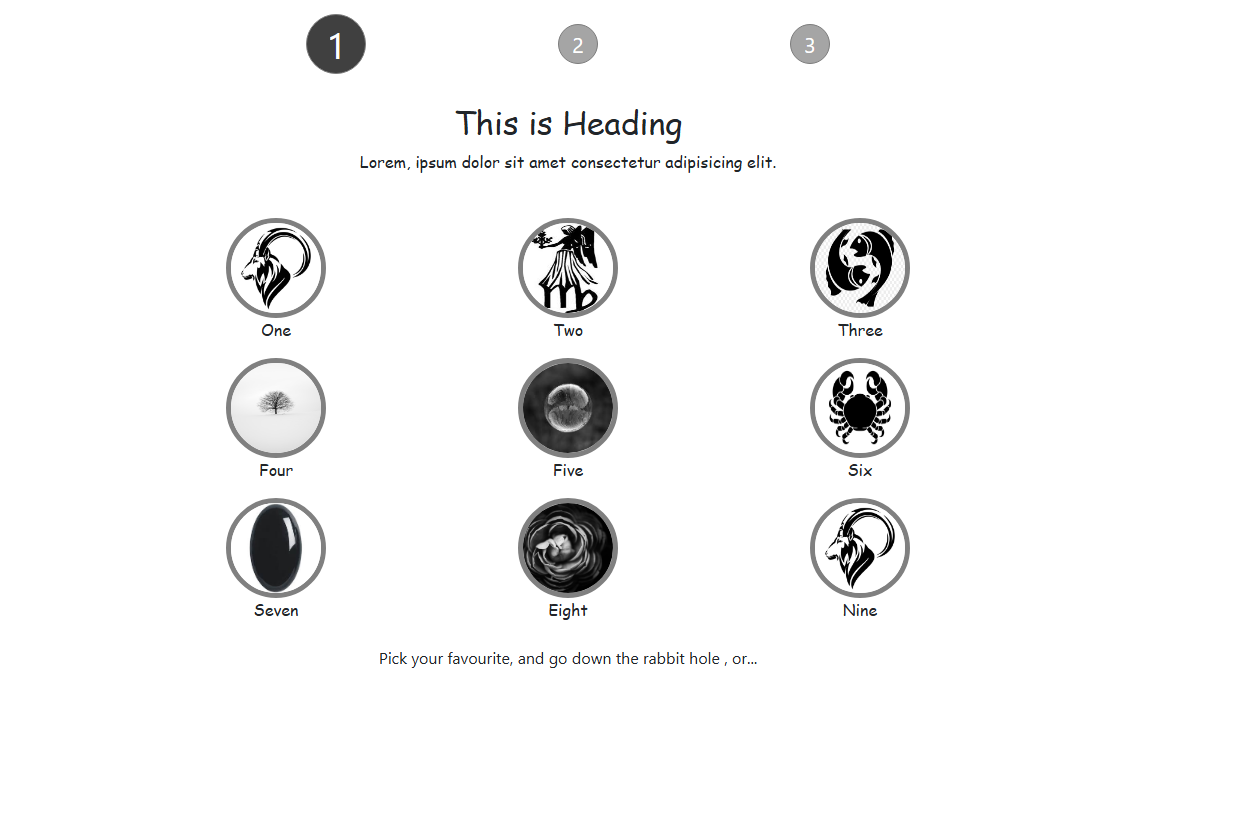 1 2 3
This is Heading
Lorem, ipsum dolor sit amet consectetur adipisicing elit.
One Two Three
Four Five Six
Seven Eight Nine
Pick your favourite, and go down the rabbit hole , or...